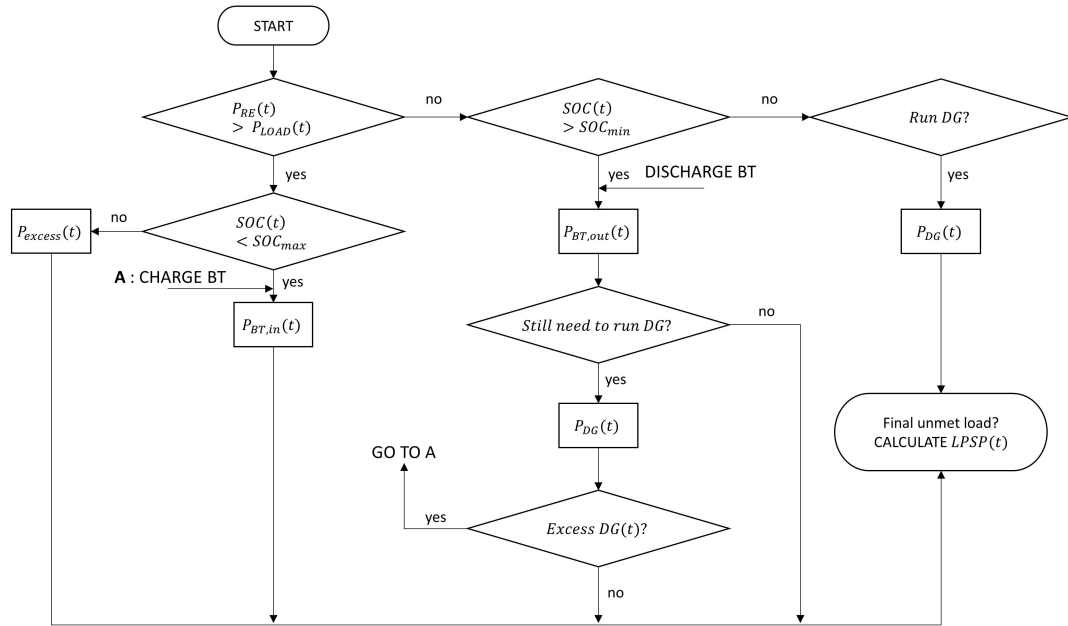 START
P_RE(t)
> P_LOAD(t)
no
SOC(t)
> SOC_min
no
Run DG?
yes
yes
DISCHARGE BT
yes
P_excess(t)
no
SOC(t)
< SOC_max
P_BT,out(t)
P_DG(t)
A : CHARGE BT
yes
P_BT,in(t)
Still need to run DG?
no
yes
P_DG(t)
Final unmet load?
CALCULATE LPSP(t)
GO TO A
yes
Excess DG(t)?
no